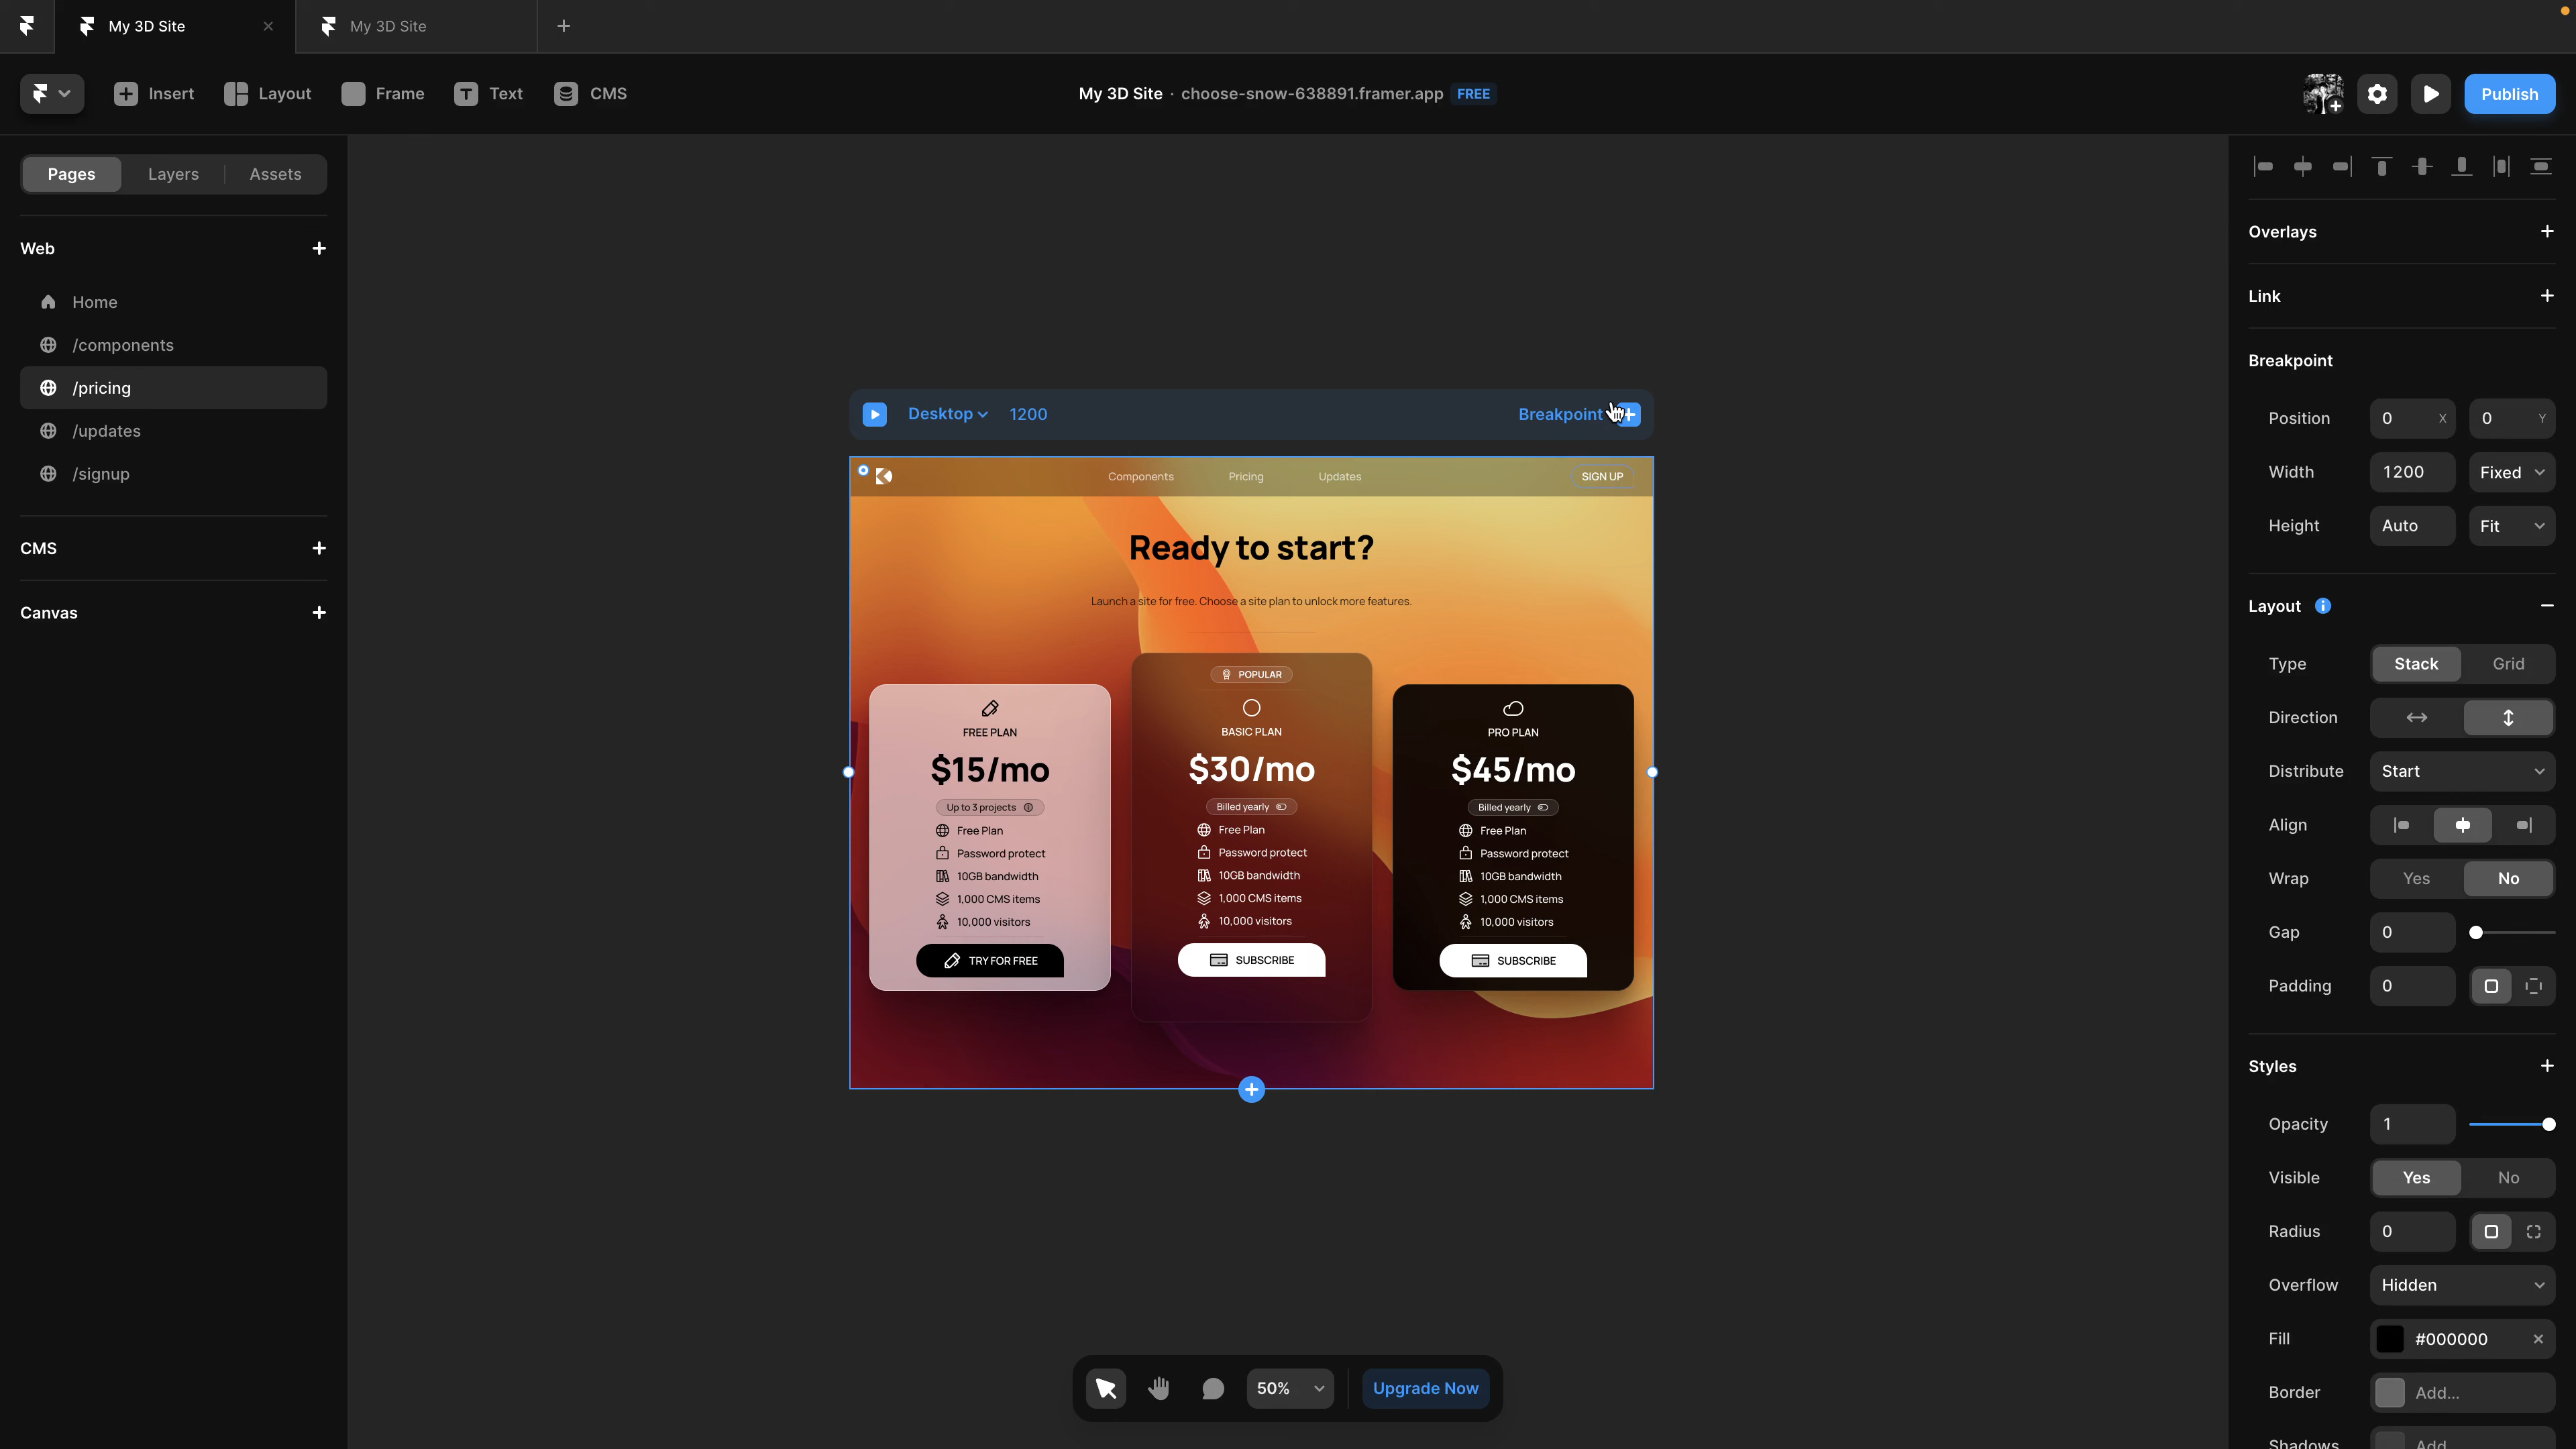 My 3D Site
My 3D Site
Insert Layout Frame Text CMS
My 3D Site · choose-snow-638891.framer.app FREE
Publish
Pages Layers Assets
Web
Home
/components
/pricing
/updates
/signup
CMS
Canvas
Desktop 1200 Breakpoint
Components Pricing Updates SIGN UP
Ready to start?
Launch a site for free. Choose a site plan to unlock more features.
FREE PLAN
$15/mo
Up to 3 projects
Free Plan
Password protect
10GB bandwidth
1,000 CMS items
10,000 visitors
TRY FOR FREE
POPULAR
BASIC PLAN
$30/mo
Billed yearly
Free Plan
Password protect
10GB bandwidth
1,000 CMS items
10,000 visitors
SUBSCRIBE
PRO PLAN
$45/mo
Billed yearly
Free Plan
Password protect
10GB bandwidth
1,000 CMS items
10,000 visitors
SUBSCRIBE
50% Upgrade Now
Overlays
Link
Breakpoint
Position 0 X 0 Y
Width 1200 Fixed
Height Auto Fit
Layout
Type Stack Grid
Direction
Distribute Start
Align
Wrap Yes No
Gap 0
Padding 0
Styles
Opacity 1
Visible Yes No
Radius 0
Overflow Hidden
Fill #000000
Border Add...
Shadows Add